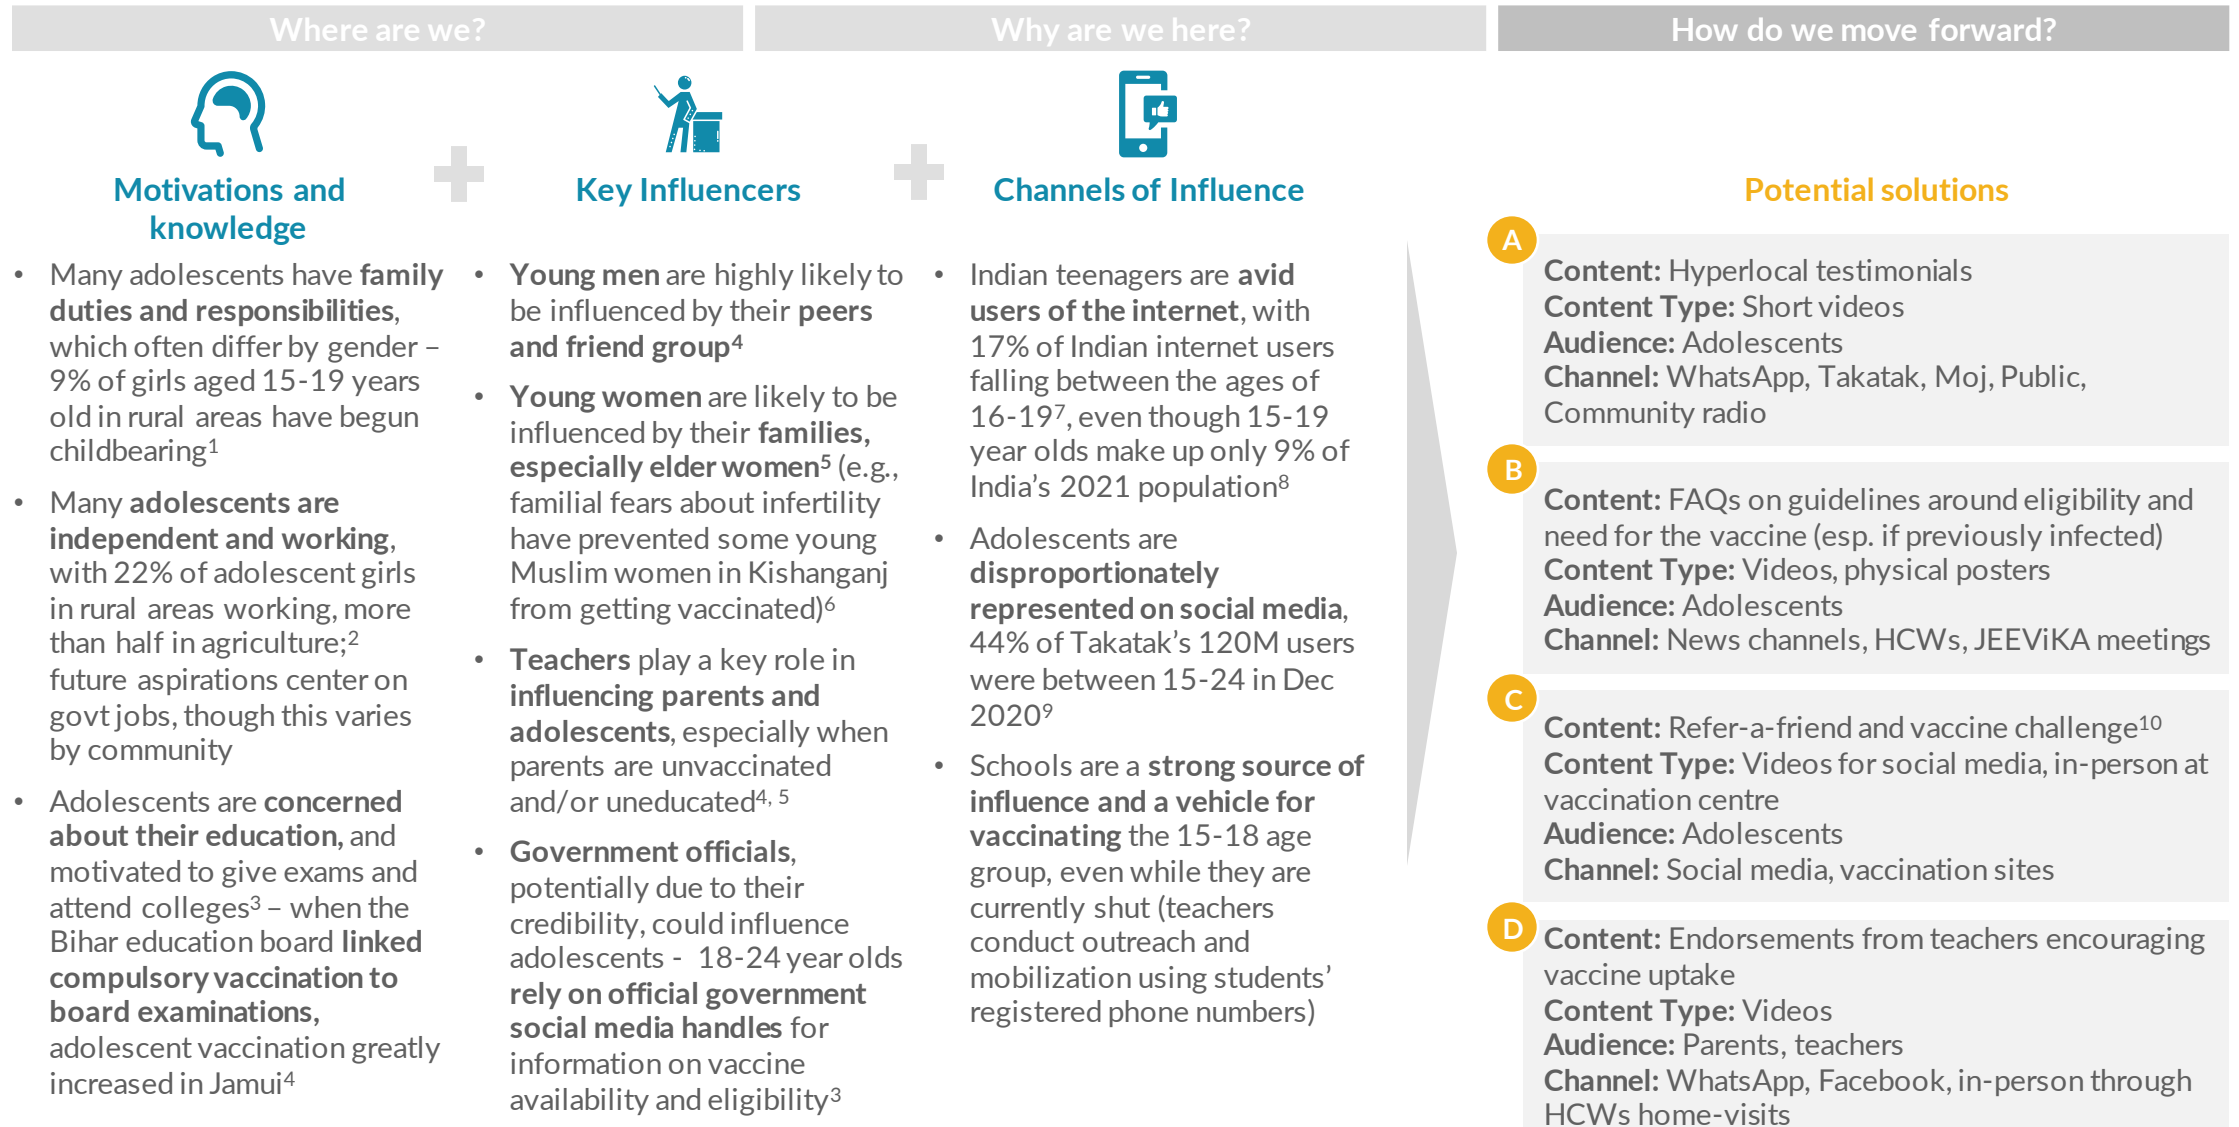 Where are we?
Why are we here?
How do we move forward?
Motivations and
knowledge
• Many adolescents have family
duties and responsibilities,
which often differ by gender –
9% of girls aged 15-19 years
old in rural areas have begun
childbearing¹
• Many adolescents are
independent and working,
with 22% of adolescent girls
in rural areas working, more
than half in agriculture;²
future aspirations center on
govt jobs, though this varies
by community
• Adolescents are concerned
about their education, and
motivated to give exams and
attend colleges³ – when the
Bihar education board linked
compulsory vaccination to
board examinations,
adolescent vaccination greatly
increased in Jamui⁴
Key Influencers
• Young men are highly likely to
be influenced by their peers
and friend group⁴
• Young women are likely to be
influenced by their families,
especially elder women⁵ (e.g.,
familial fears about infertility
have prevented some young
Muslim women in Kishanganj
from getting vaccinated)⁶
• Teachers play a key role in
influencing parents and
adolescents, especially when
parents are unvaccinated
and/or uneducated⁴, ⁵
• Government officials,
potentially due to their
credibility, could influence
adolescents - 18-24 year olds
rely on official government
social media handles for
information on vaccine
availability and eligibility³
Channels of Influence
• Indian teenagers are avid
users of the internet, with
17% of Indian internet users
falling between the ages of
16-19⁷, even though 15-19
year olds make up only 9% of
India's 2021 population⁸
• Adolescents are
disproportionately
represented on social media,
44% of Takatak's 120M users
were between 15-24 in Dec
2020⁹
• Schools are a strong source of
influence and a vehicle for
vaccinating the 15-18 age
group, even while they are
currently shut (teachers
conduct outreach and
mobilization using students'
registered phone numbers)
Potential solutions
A
Content: Hyperlocal testimonials
Content Type: Short videos
Audience: Adolescents
Channel: WhatsApp, Takatak, Moj, Public,
Community radio
B
Content: FAQs on guidelines around eligibility and
need for the vaccine (esp. if previously infected)
Content Type: Videos, physical posters
Audience: Adolescents
Channel: News channels, HCWs, JEEViKA meetings
C
Content: Refer-a-friend and vaccine challenge¹⁰
Content Type: Videos for social media, in-person at
vaccination centre
Audience: Adolescents
Channel: Social media, vaccination sites
D
Content: Endorsements from teachers encouraging
vaccine uptake
Content Type: Videos
Audience: Parents, teachers
Channel: WhatsApp, Facebook, in-person through
HCWs home-visits